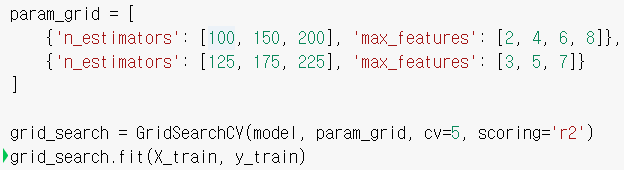 param_grid = [
    {'n_estimators': [100, 150, 200], 'max_features': [2, 4, 6, 8]},
    {'n_estimators': [125, 175, 225], 'max_features': [3, 5, 7]}
]
grid_search = GridSearchCV(model, param_grid, cv=5, scoring='r2')
grid_search.fit(X_train, y_train)